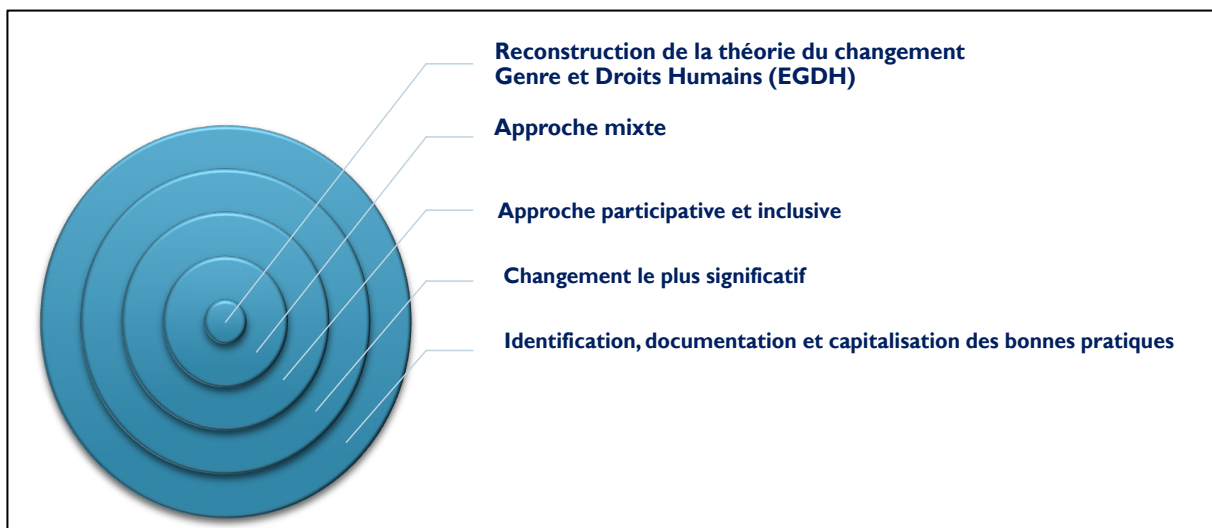 Reconstruction de la théorie du changement
Genre et Droits Humains (EGDH)
Approche mixte
Approche participative et inclusive
Changement le plus significatif
Identification, documentation et capitalisation des bonnes pratiques